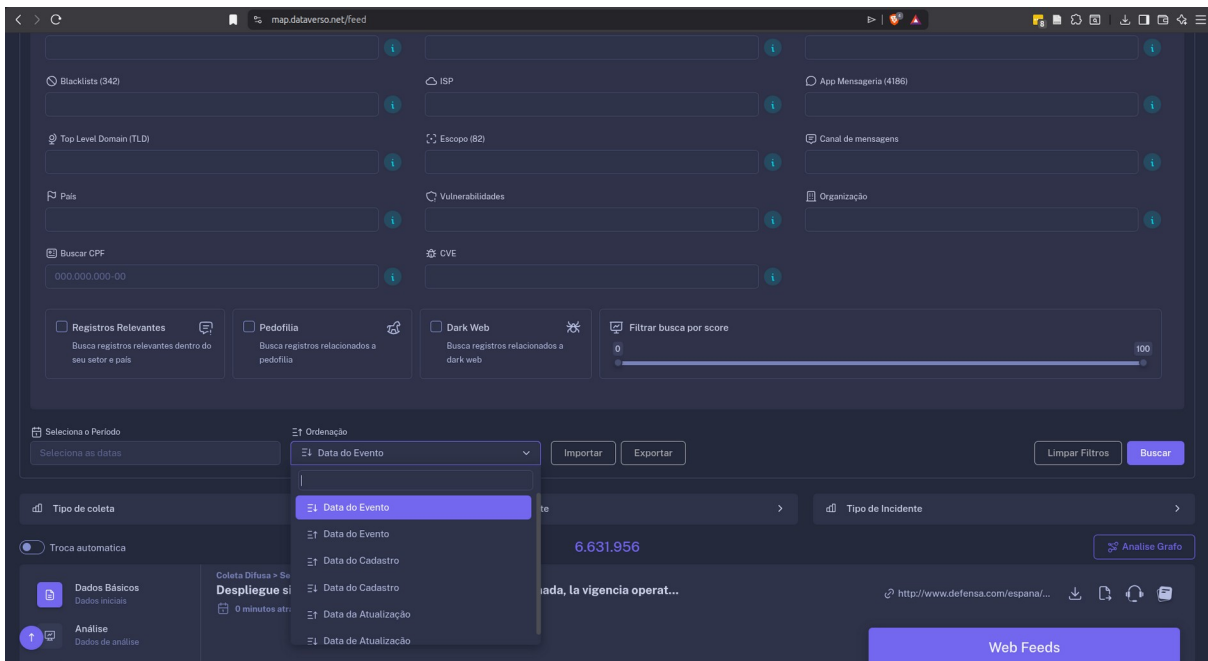 map.dataverso.net/feed
Blacklists (342)
ISP
App Mensageria (4186)
Top Level Domain (TLD)
Escopo (82)
Canal de mensagens
País
Vulnerabilidades
Organização
Buscar CPF
CVE
000.000.000-00
Registros Relevantes
Busca registros relevantes dentro do
seu setor e país
Pedofilia
Busca registros relacionados a
pedofilia
Dark Web
Busca registros relacionados a
dark web
Filtrar busca por score
0
100
Seleciona o Período
Ordenação
Seleciona as datas
Data do Evento
Importar
Exportar
Limpar Filtros
Buscar
Data do Evento
Data do Evento
Data do Cadastro
Data do Cadastro
Data da Atualização
Data de Atualização
Tipo de coleta
te
Tipo de Incidente
Troca automatica
6.631.956
Analise Grafo
Dados Básicos
Dados iniciais
Análise
Dados de análise
Coleta Difusa > Se
Despliegue si
ada, la vigencia operat...
0 minutos atr
http://www.defensa.com/espana/...
Web Feeds